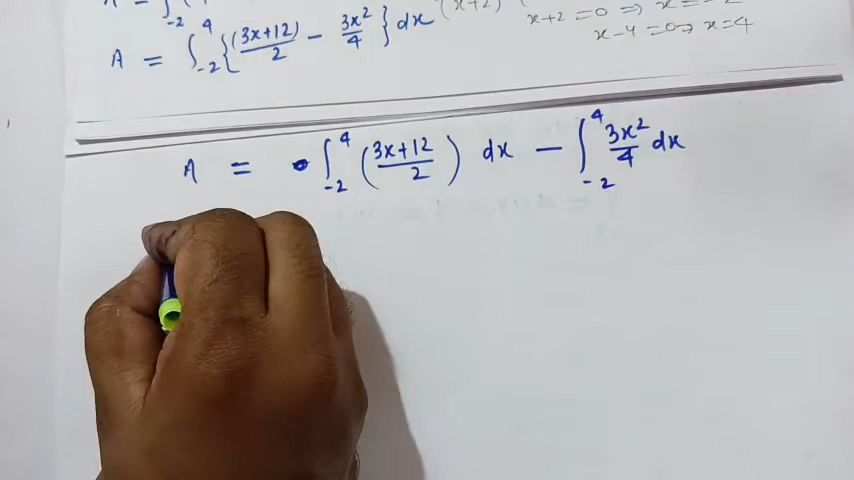 x+2 = 0 ⇒ x = -2
A = ∫_{-2}^{4} {(3x+12)/2 - 3x²/4} dx
x-4 = 0 ⇒ x = 4
A = ∫_{-2}^{4} (3x+12/2) dx - ∫_{-2}^{4} 3x²/4 dx